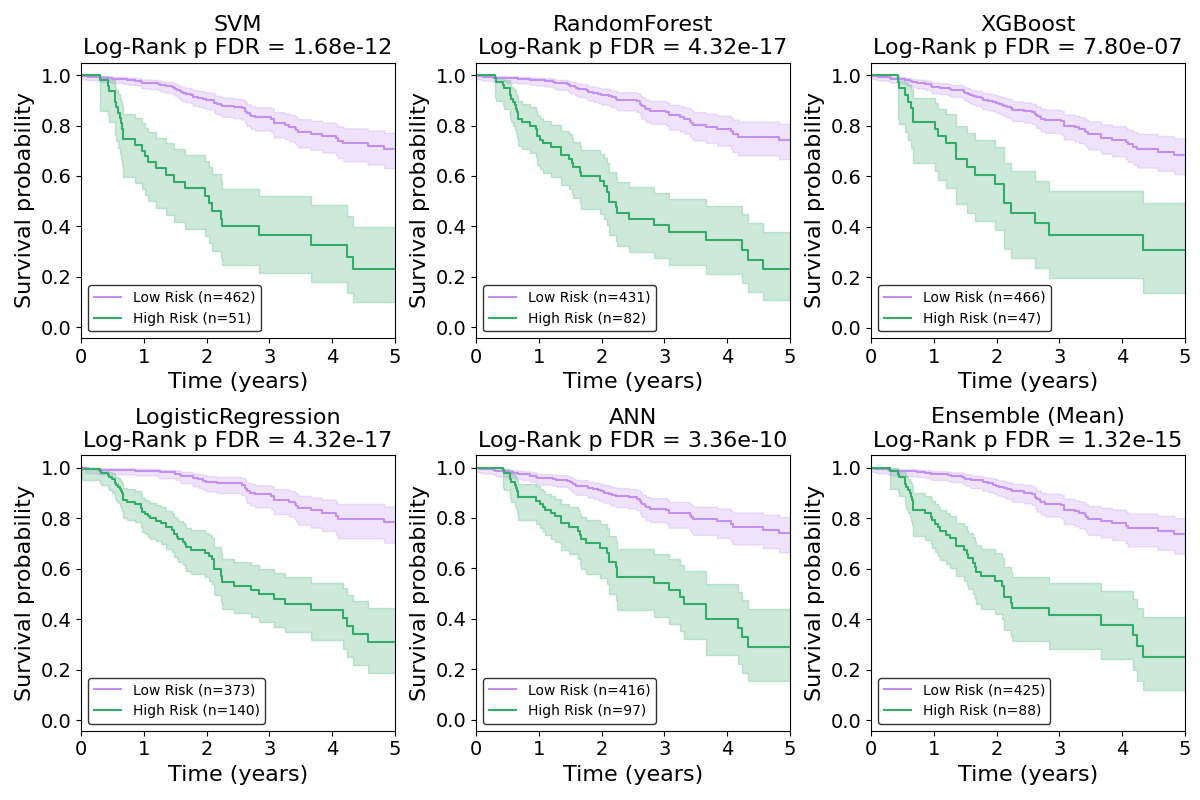 SVM
Log-Rank p FDR = 1.68e-12
Survival probability
1.0
0.8
0.6
0.4
0.2
0.0
Low Risk (n=462)
High Risk (n=51)
0 1 2 3 4 5
Time (years)
RandomForest
Log-Rank p FDR = 4.32e-17
Survival probability
1.0
0.8
0.6
0.4
0.2
0.0
Low Risk (n=431)
High Risk (n=82)
0 1 2 3 4 5
Time (years)
XGBoost
Log-Rank p FDR = 7.80e-07
Survival probability
1.0
0.8
0.6
0.4
0.2
0.0
Low Risk (n=466)
High Risk (n=47)
0 1 2 3 4 5
Time (years)
LogisticRegression
Log-Rank p FDR = 4.32e-17
Survival probability
1.0
0.8
0.6
0.4
0.2
0.0
Low Risk (n=373)
High Risk (n=140)
0 1 2 3 4 5
Time (years)
ANN
Log-Rank p FDR = 3.36e-10
Survival probability
1.0
0.8
0.6
0.4
0.2
0.0
Low Risk (n=416)
High Risk (n=97)
0 1 2 3 4 5
Time (years)
Ensemble (Mean)
Log-Rank p FDR = 1.32e-15
Survival probability
1.0
0.8
0.6
0.4
0.2
0.0
Low Risk (n=425)
High Risk (n=88)
0 1 2 3 4 5
Time (years)